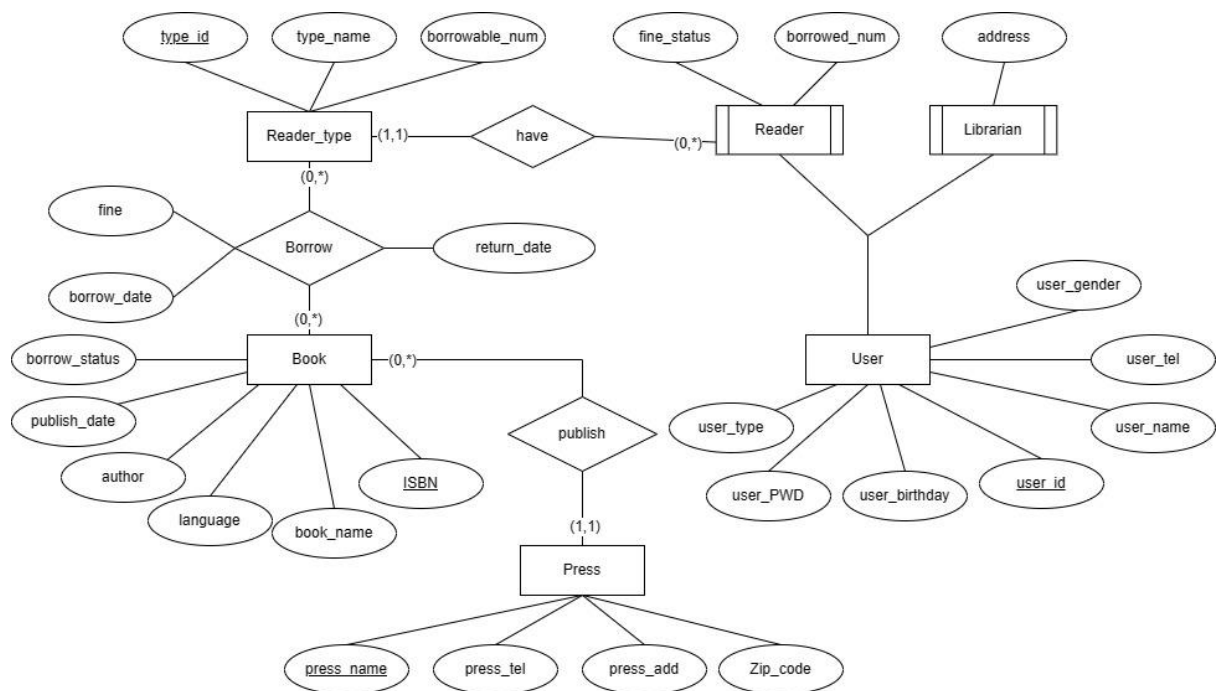 type_id
type_name
borrowable_num
fine_status
borrowed_num
address
Reader_type
(1,1)
have
(0,*)
Reader
Librarian
(0,*)
fine
Borrow
return_date
borrow_date
(0,*)
user_gender
borrow_status
Book
(0,*)
User
user_tel
publish_date
publish
user_type
user_name
author
ISBN
user_PWD
user_birthday
user_id
language
book_name
(1,1)
Press
press_name
press_tel
press_add
Zip_code